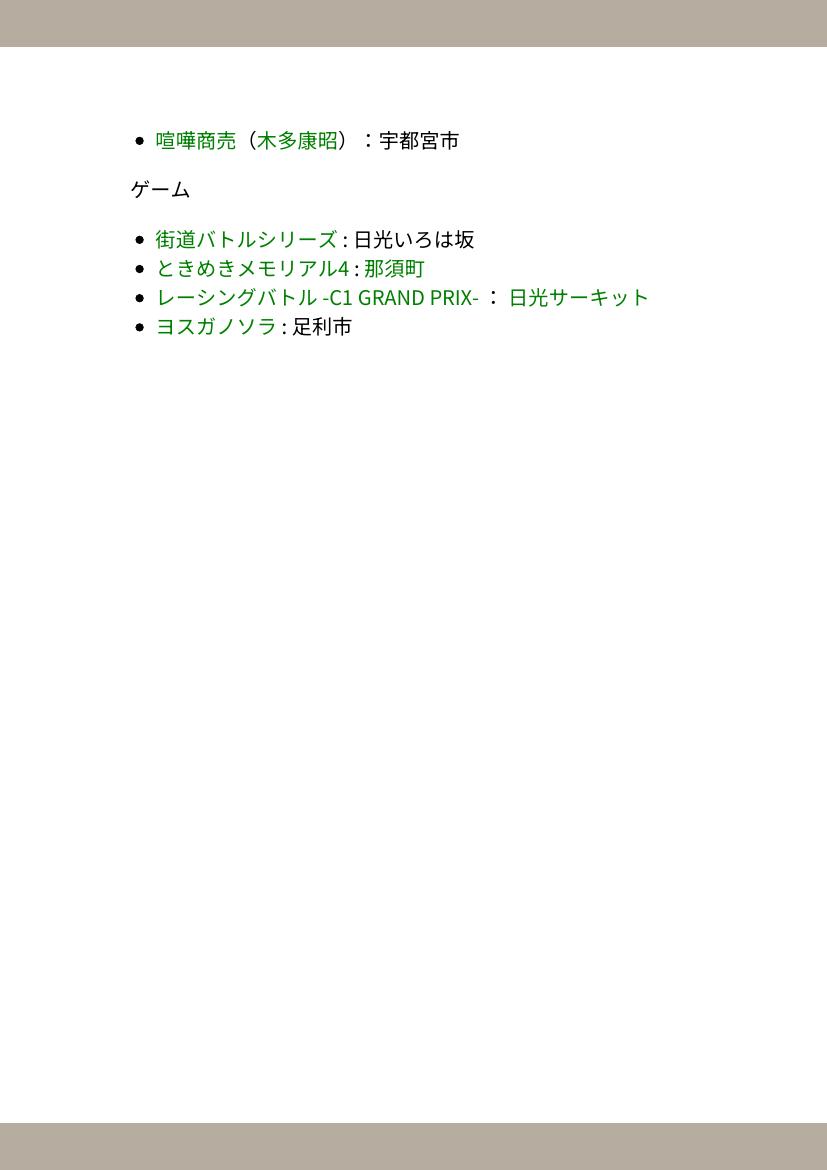 • 喧嘩商売（木多康昭）：宇都宮市
ゲーム
• 街道バトルシリーズ : 日光いろは坂
• ときめきメモリアル4 : 那須町
• レーシングバトル -C1 GRAND PRIX- ： 日光サーキット
• ヨスガノソラ : 足利市